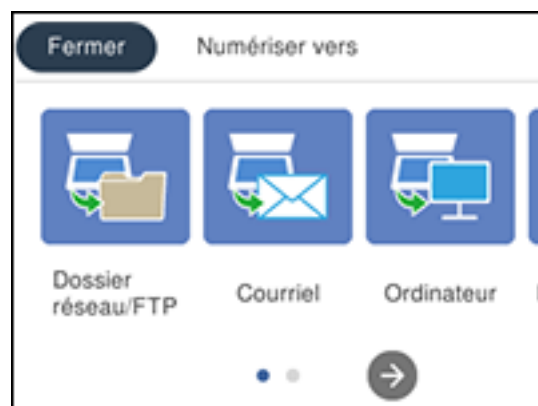 Fermer
Numériser vers
Dossier
réseau/FTP
Courriel
Ordinateur